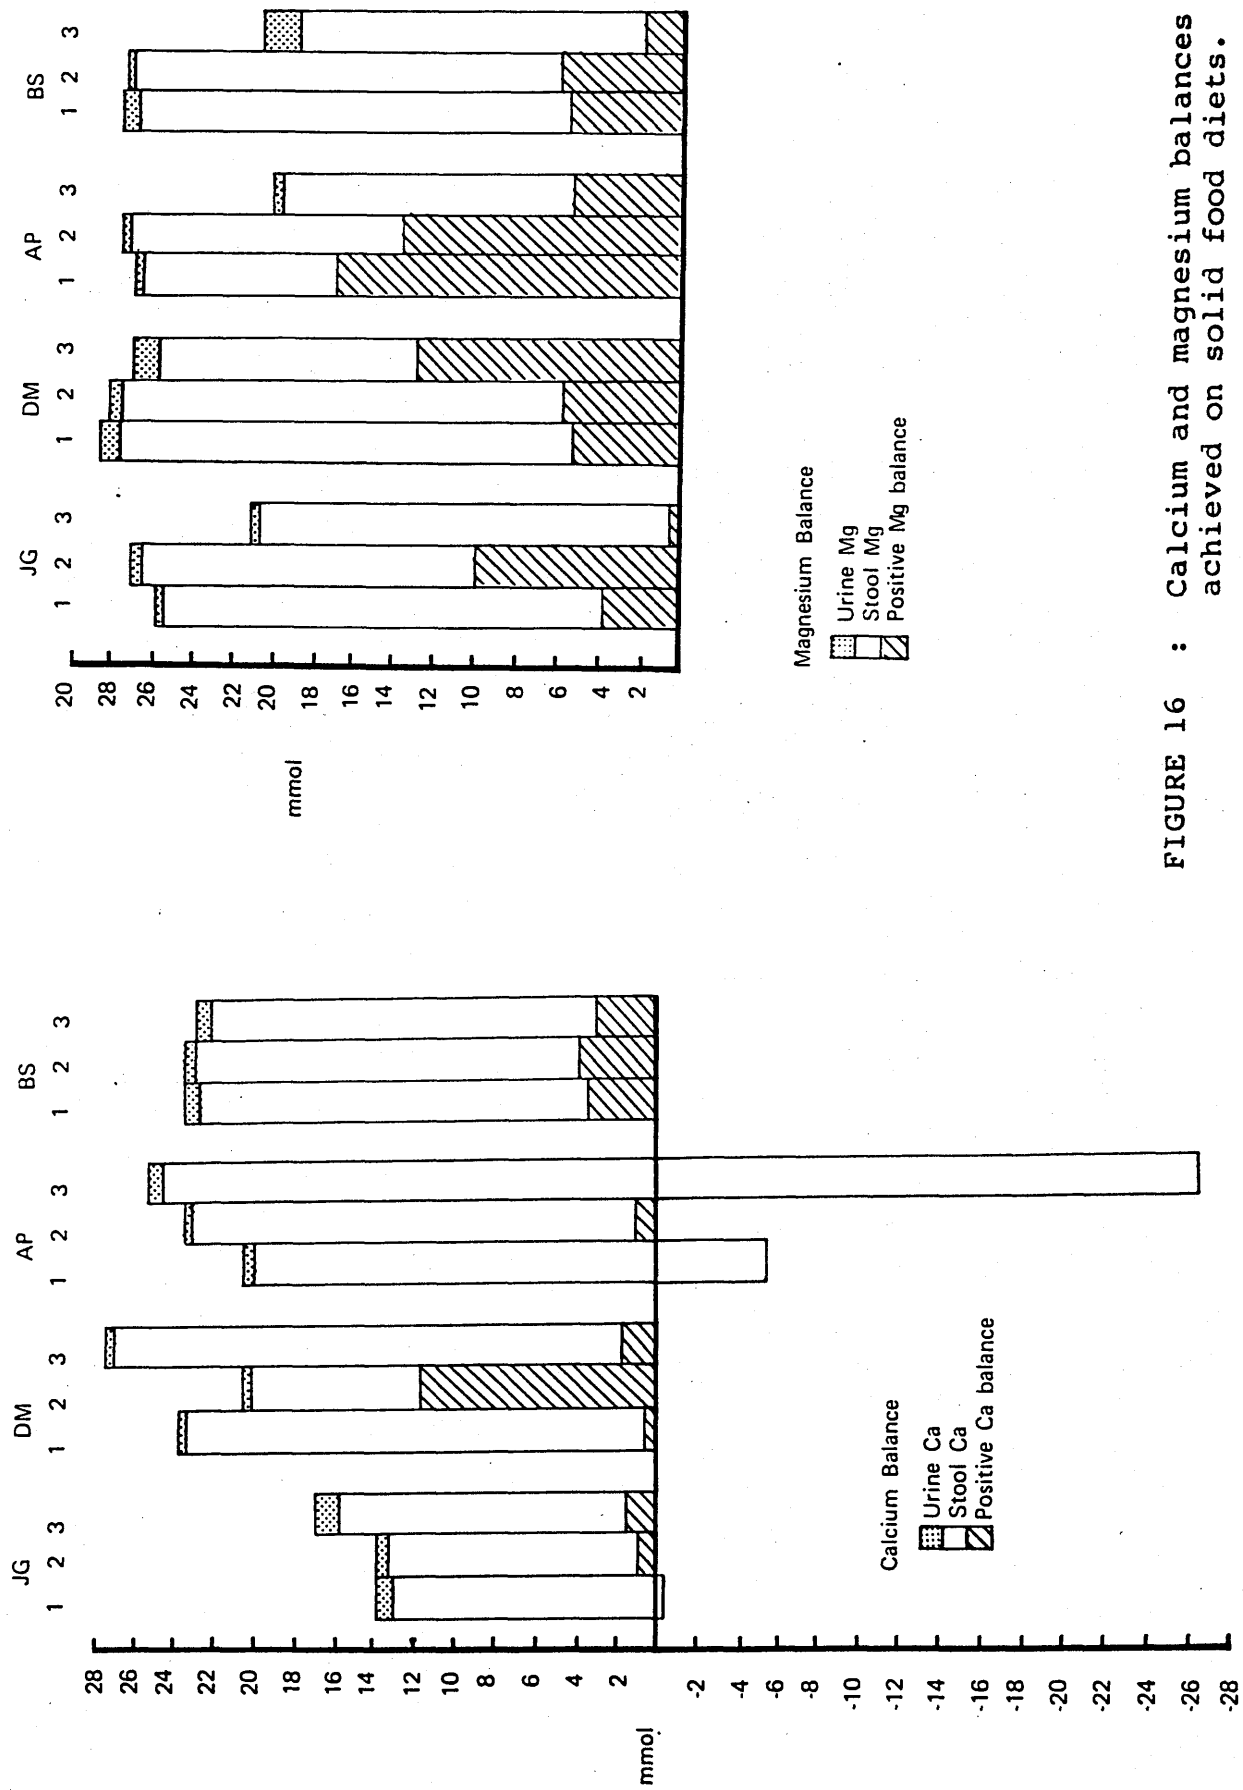 JG DM AP BS
1 2 3 1 2 3 1 2 3 1 2 3
28
26
24
22
20
18
16
14
12
10
8
6
4
2
-2
-4
-6
-8
-10
-12
-14
-16
-18
-20
-22
-24
-26
-28
mmol
Calcium Balance
Urine Ca
Stool Ca
Positive Ca balance
JG DM AP BS
1 2 3 1 2 3 1 2 3 1 2 3
20
28
26
24
22
20
18
16
14
12
10
8
6
4
2
mmol
Magnesium Balance
Urine Mg
Stool Mg
Positive Mg balance
FIGURE 16 : Calcium and magnesium balances
achieved on solid food diets.